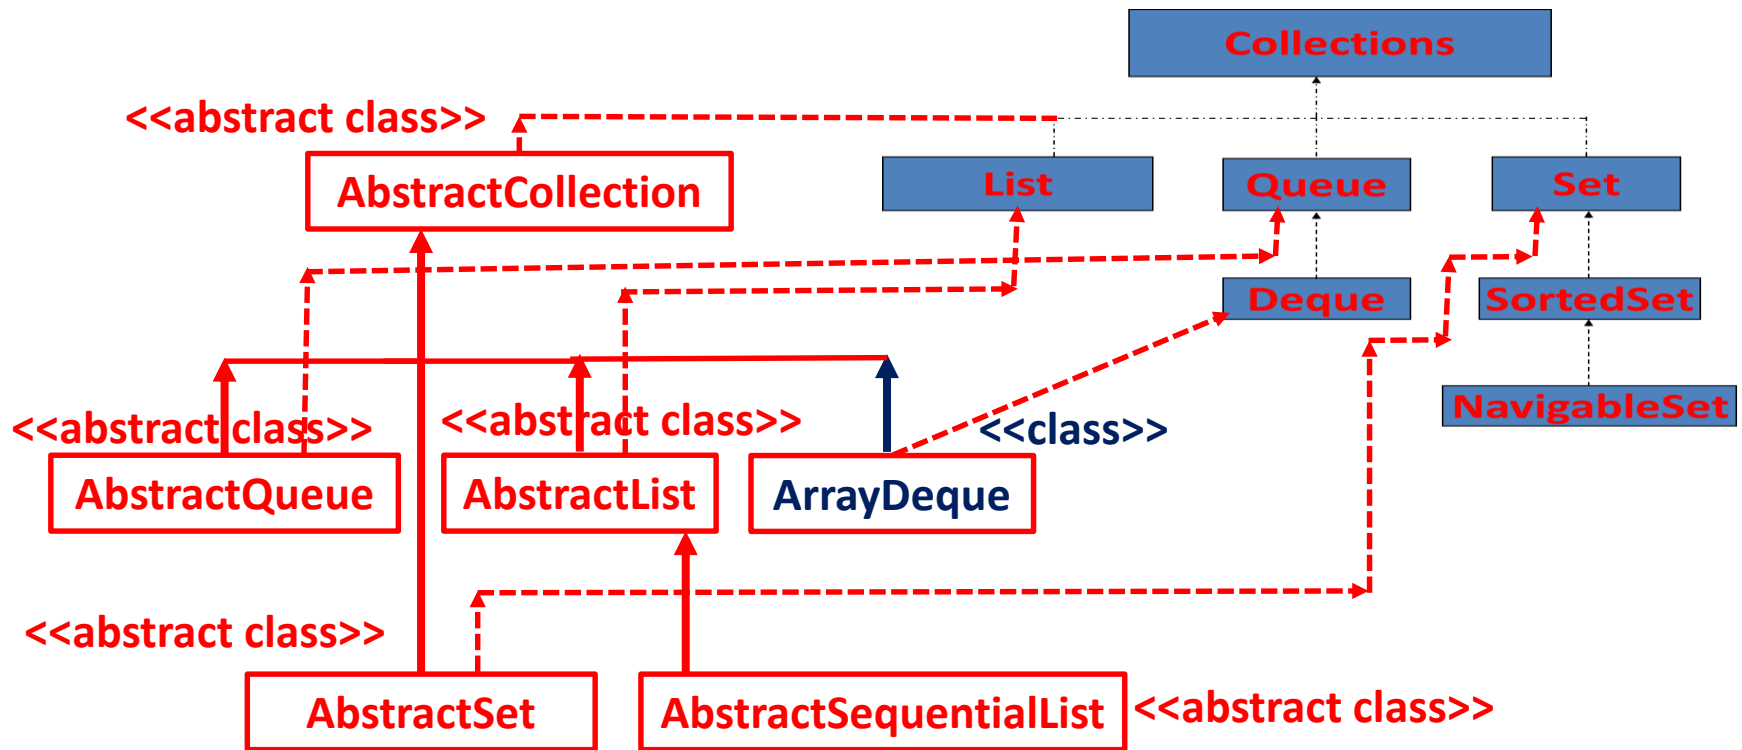 Collections
<<abstract class>>
AbstractCollection
List
Queue
Set
Deque
SortedSet
NavigableSet
<<abstract class>>
<<abstract class>>
<<class>>
AbstractQueue
AbstractList
ArrayDeque
<<abstract class>>
AbstractSet
AbstractSequentialList
<<abstract class>>